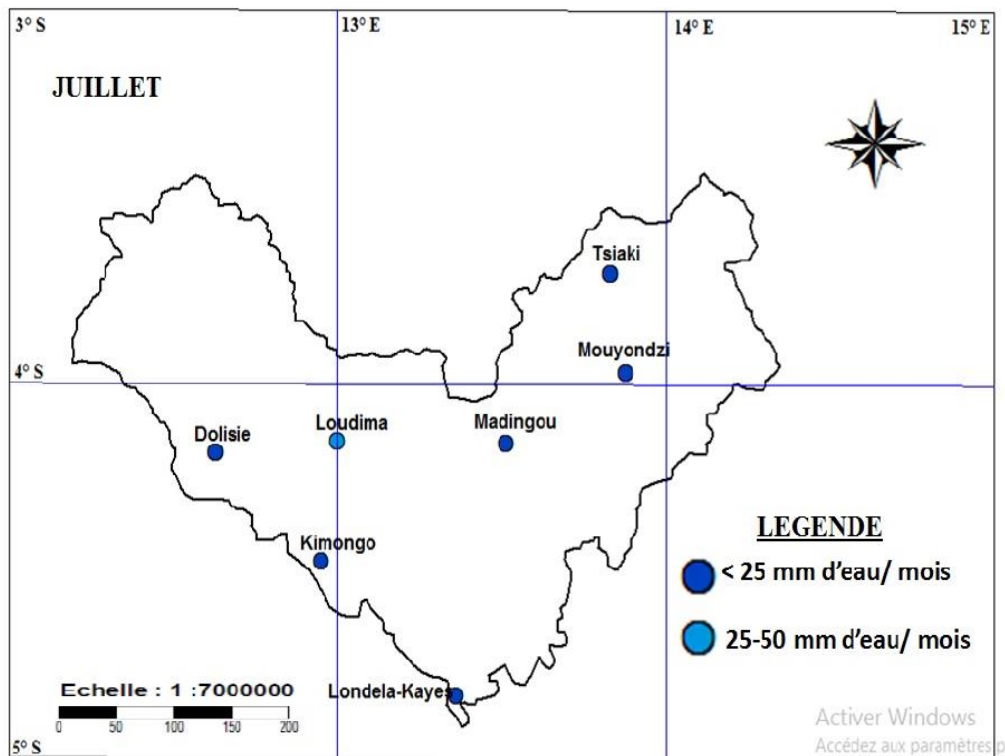 3° S 13° E 14° E 15° E
JUILLET
Tsiaki
Mouyondzi
4° S
Dolisie Loudima Madingou
Kimongo
LEGENDE
< 25 mm d'eau/ mois
25-50 mm d'eau/ mois
Echelle : 1 :7000000
0 50 100 150 200
Londela-Kayes
Activer Windows
Accédez aux paramètres p
5° S